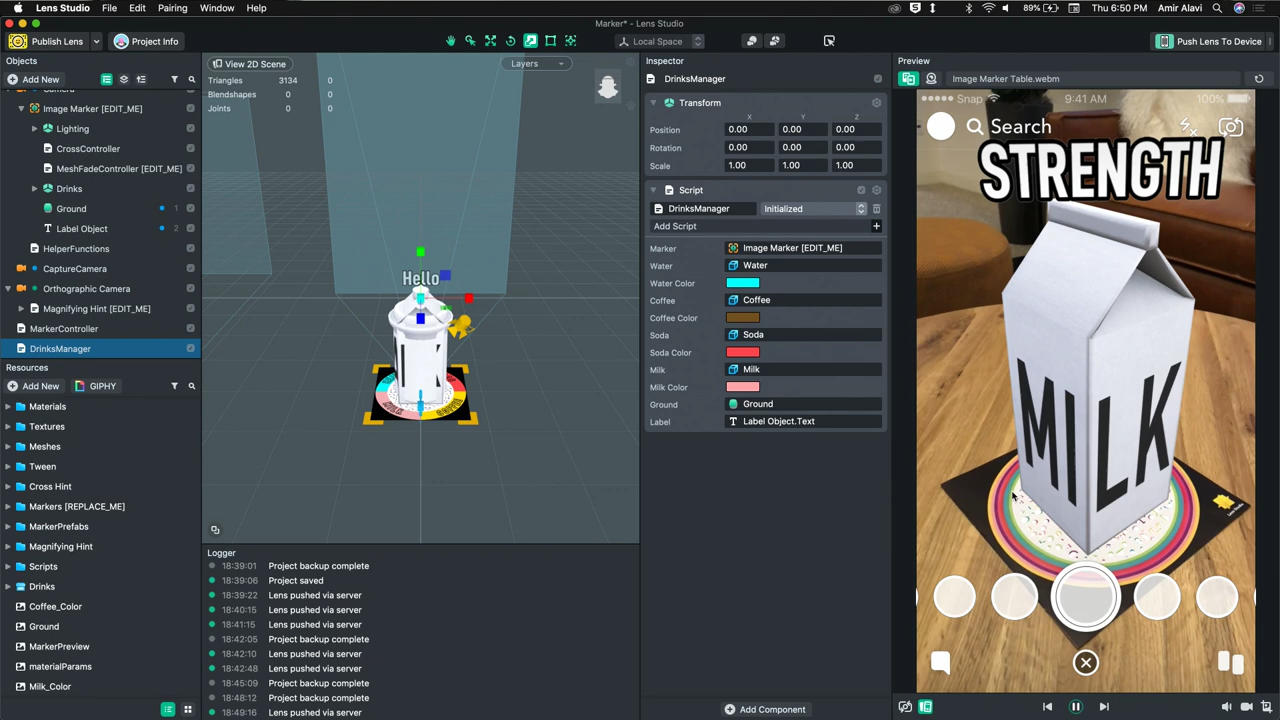 Lens Studio File Edit Pairing Window Help 89% Thu 6:50 PM Amir Alavi
Marker* - Lens Studio
Publish Lens Project Info Local Space Push Lens To Device
Objects
Add New
Camera
Image Marker [EDIT_ME]
Lighting
CrossController
MeshFadeController [EDIT_ME]
Drinks
Ground 1
Label Object 2
HelperFunctions
CaptureCamera
Orthographic Camera
Magnifying Hint [EDIT_ME]
MarkerController
DrinksManager
Resources
Add New GIPHY
Materials
Textures
Meshes
Tween
Cross Hint
Markers [REPLACE_ME]
MarkerPrefabs
Magnifying Hint
Scripts
Drinks
Coffee_Color
Ground
MarkerPreview
materialParams
Milk_Color
View 2D Scene Layers
Triangles 3134 0
Blendshapes 0 0
Joints 0 0
Hello
Logger
18:39:01 Project backup complete
18:39:06 Project saved
18:39:22 Lens pushed via server
18:40:15 Lens pushed via server
18:41:15 Lens pushed via server
18:42:05 Project backup complete
18:42:10 Lens pushed via server
18:42:48 Lens pushed via server
18:45:09 Project backup complete
18:48:12 Project backup complete
18:49:16 Lens pushed via server
Inspector
DrinksManager
Transform
X Y Z
Position 0.00 0.00 0.00
Rotation 0.00 0.00 0.00
Scale 1.00 1.00 1.00
Script
DrinksManager Initialized
Add Script +
Marker Image Marker [EDIT_ME]
Water Water
Water Color
Coffee Coffee
Coffee Color
Soda Soda
Soda Color
Milk Milk
Milk Color
Ground Ground
Label Label Object.Text
Add Component
Preview
Image Marker Table.webm
Snap 9:41 AM 100%
Search
STRENGTH
MILK
Lens Studio